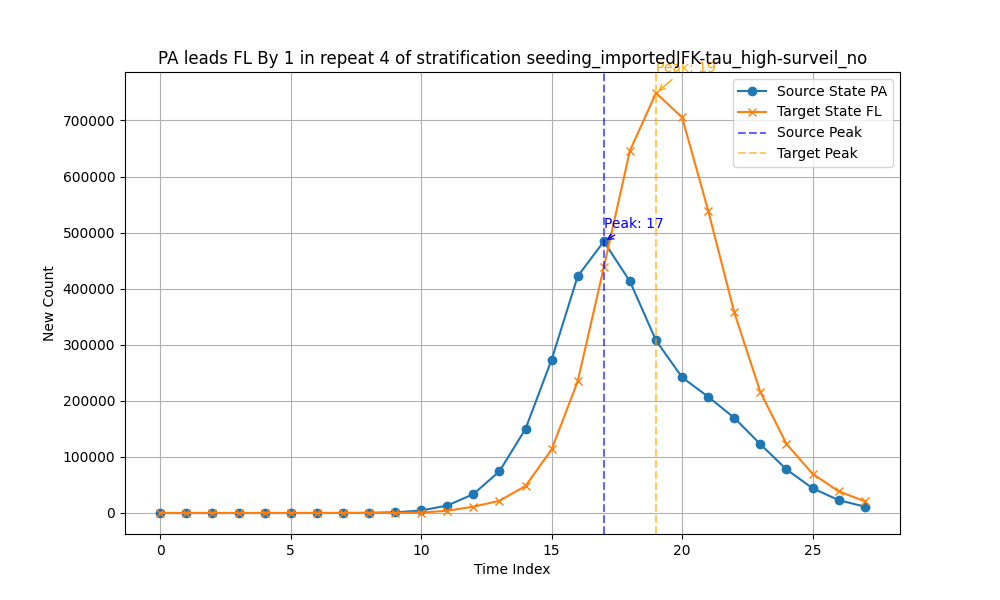 PA leads FL By 1 in repeat 4 of stratification seeding_importedJFK-tau_high-surveil_no
Peak: 19
Source State PA
Target State FL
Source Peak
Target Peak
Peak: 17
New Count
700000
600000
500000
400000
300000
200000
100000
0
0
5
10
15
20
25
Time Index